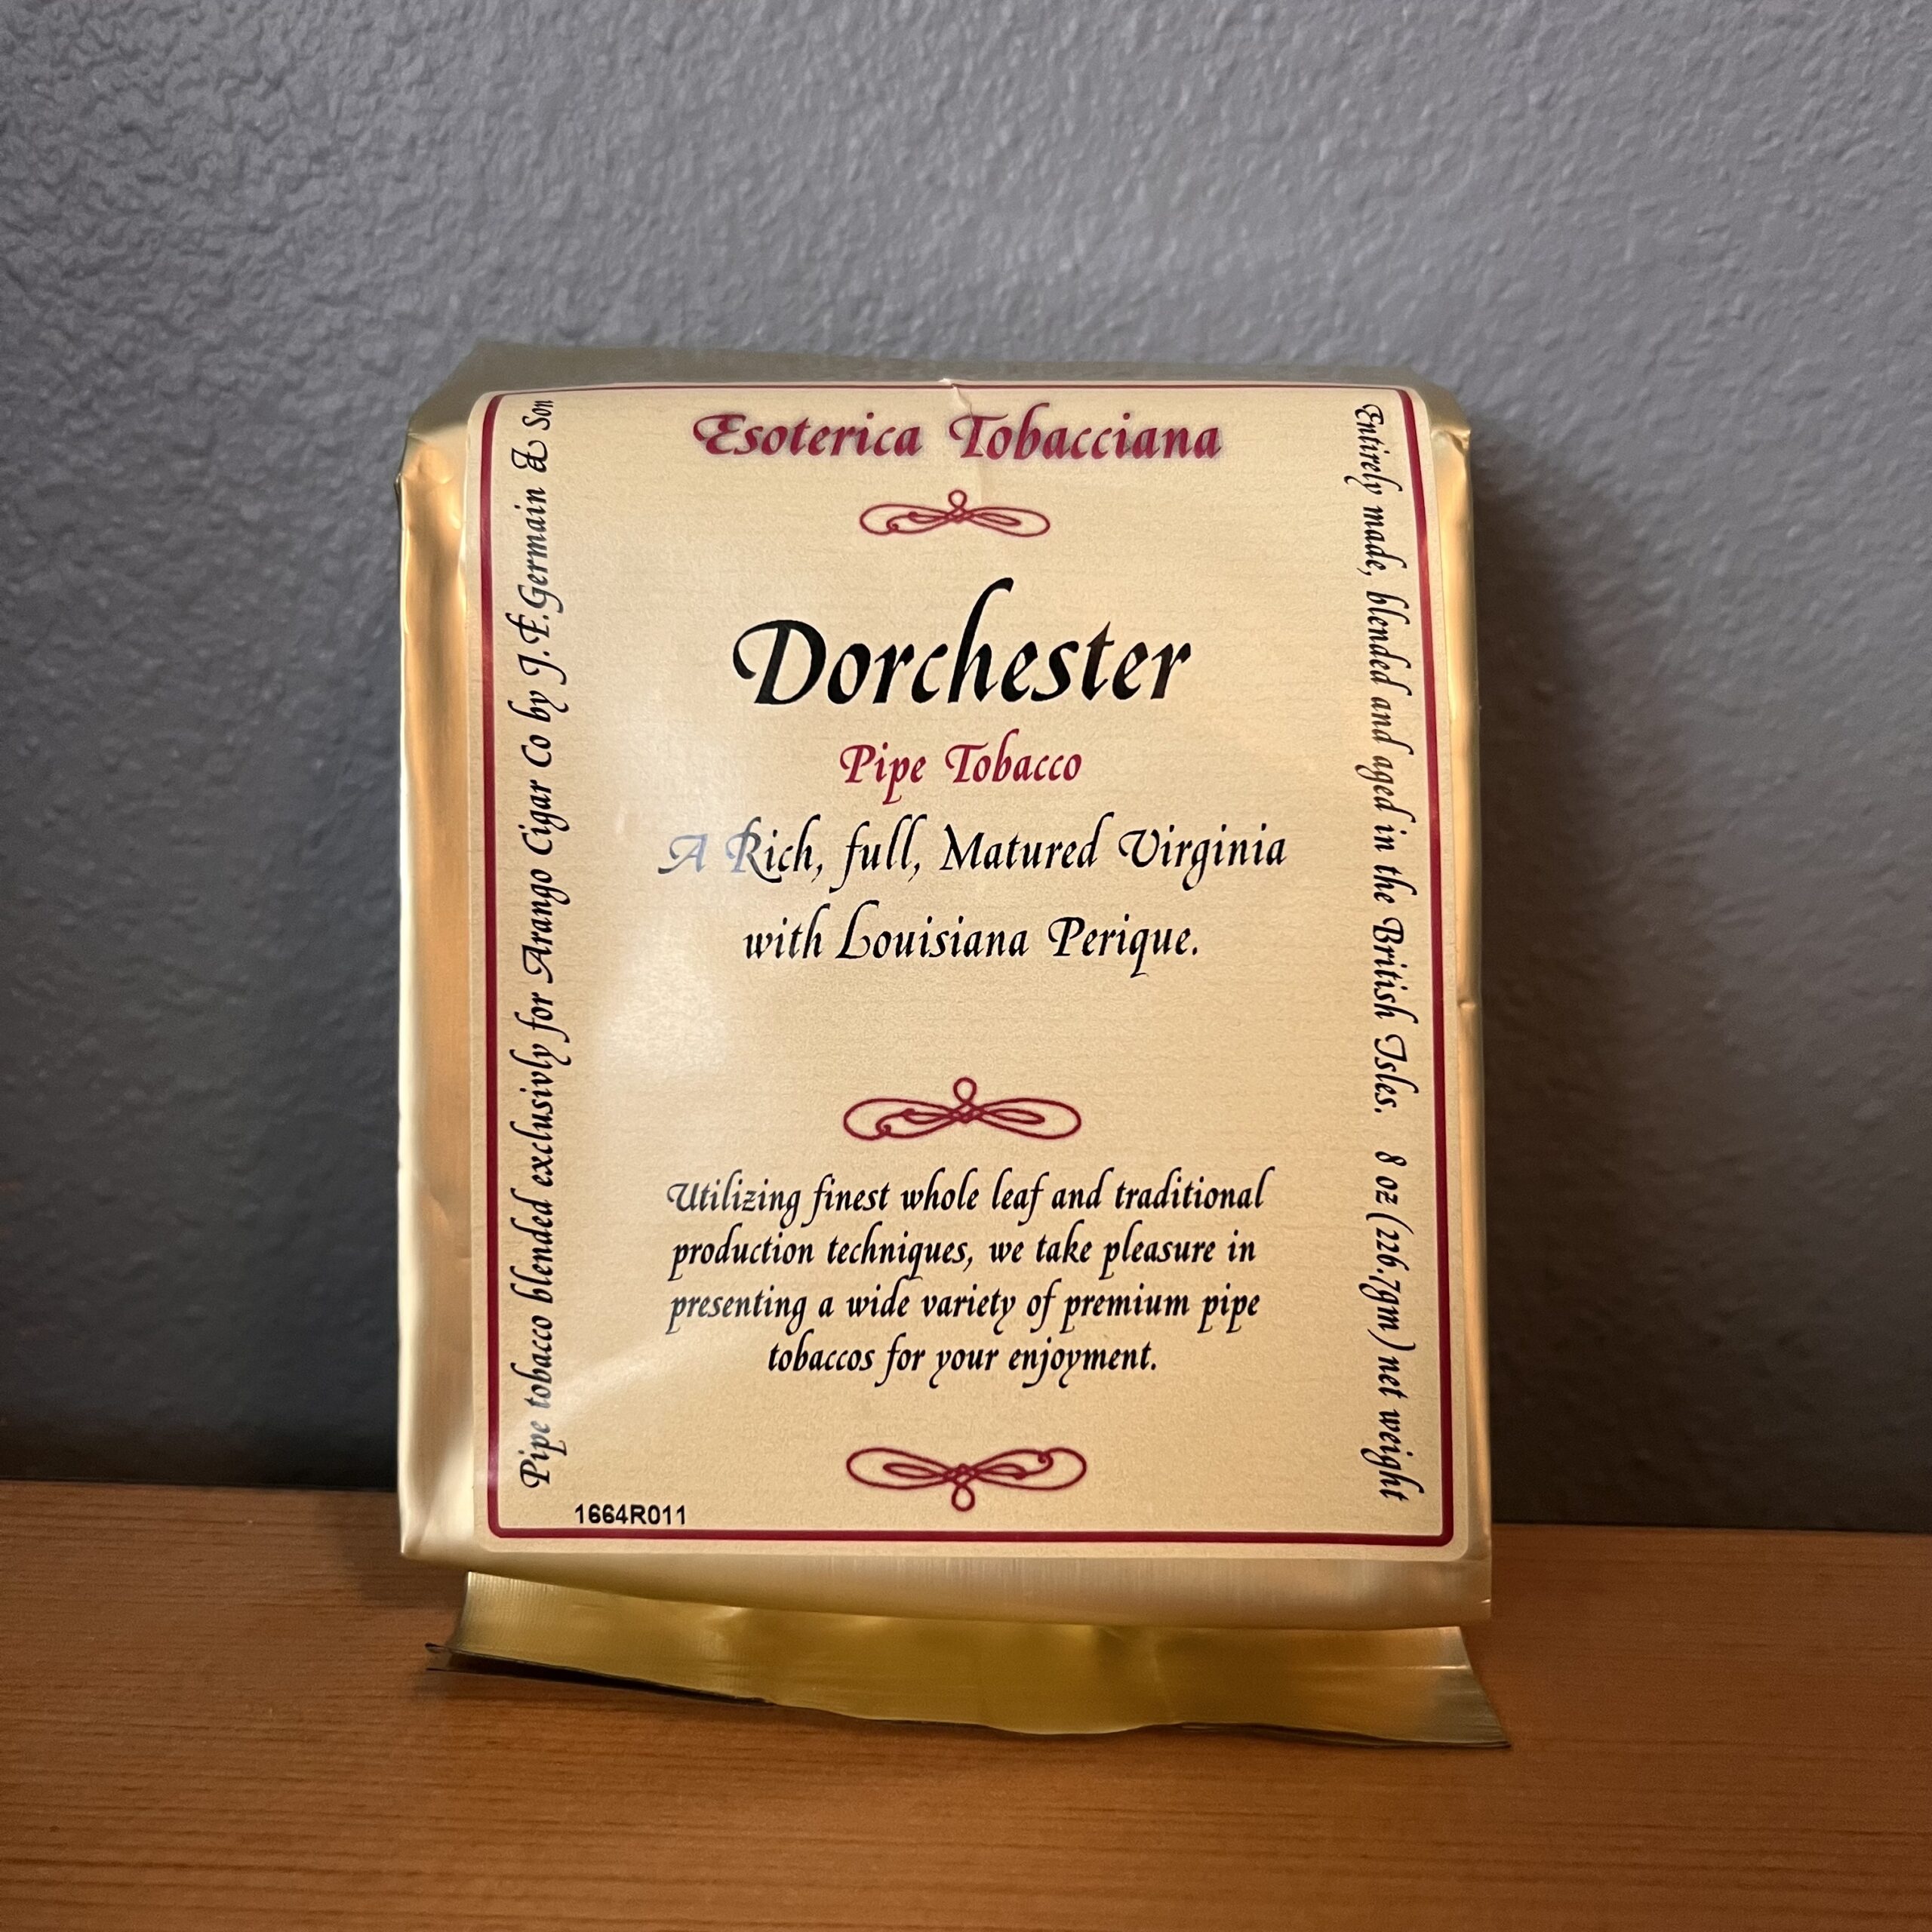 Esoterica Tobacciana
Dorchester
Pipe Tobacco
A Rich, full, Matured Virginia
with Louisiana Perique.
Utilizing finest whole leaf and traditional
production techniques, we take pleasure in
presenting a wide variety of premium pipe
tobaccos for your enjoyment.
1664R011
Pipe tobacco blended exclusivly for Arango Cigar Co by J.E.Germain & Son
Entirely made, blended and aged in the British Isles. 8 oz (226.7gm) net weight